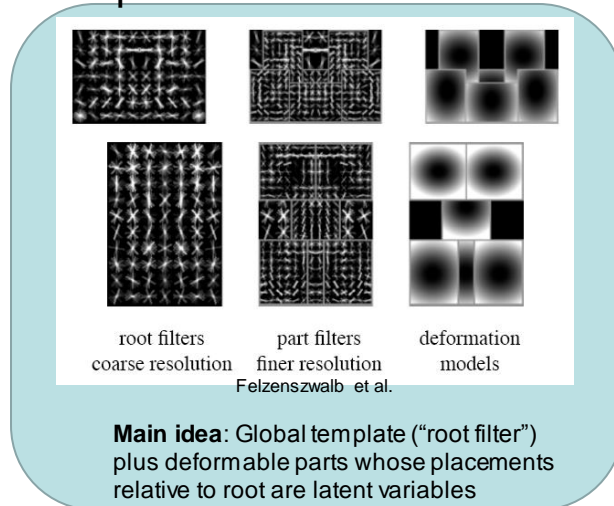 root filters part filters deformation
coarse resolution finer resolution models
Felzenszwalb et al.
Main idea: Global template (“root filter”)
plus deformable parts whose placements
relative to root are latent variables